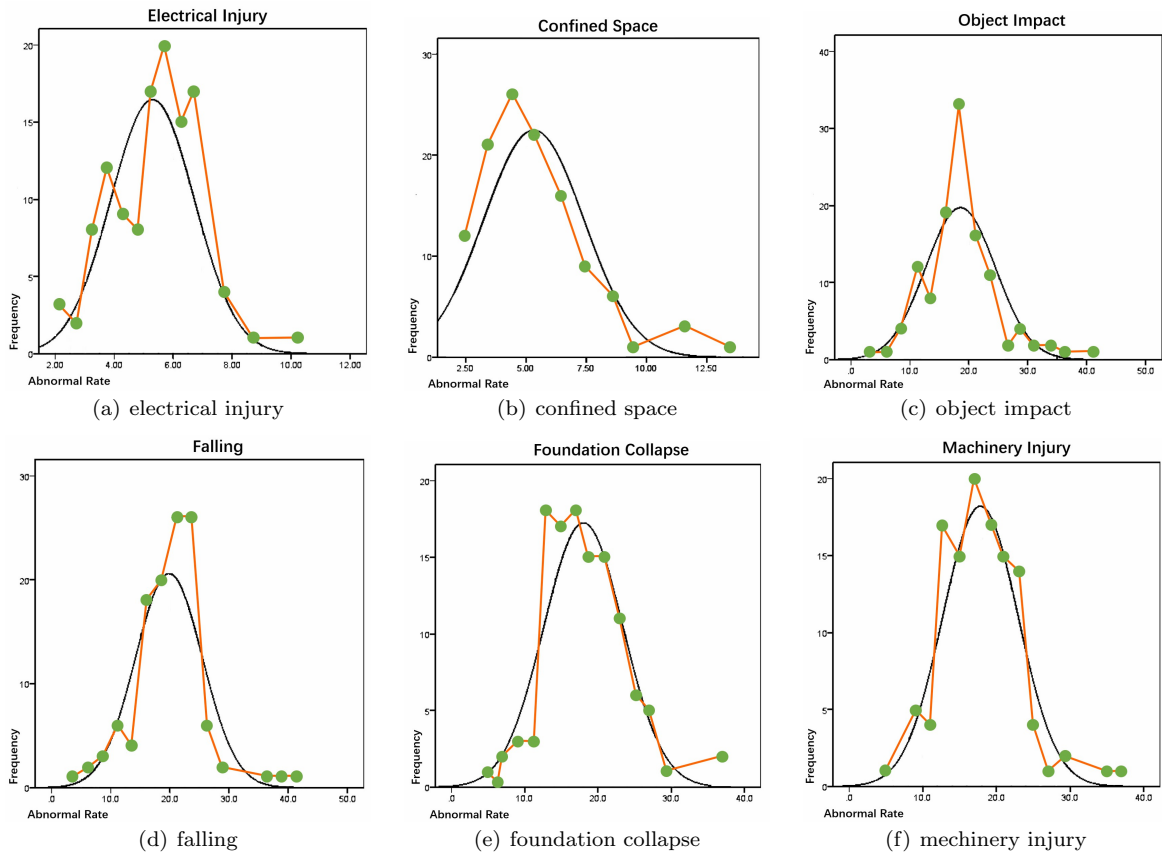 Electrical Injury
20
15
10
5
0
Frequency
2.00 4.00 6.00 8.00 10.00 12.00
Abnormal Rate
(a) electrical injury
Confined Space
30
20
10
0
Frequency
2.50 5.00 7.50 10.00 12.50
Abnormal Rate
(b) confined space
Object Impact
40
30
20
10
0
Frequency
.0 10.0 20.0 30.0 40.0 50.0
Abnormal Rate
(c) object impact
Falling
30
20
10
0
Frequency
.0 10.0 20.0 30.0 40.0 50.0
Abnormal Rate
(d) falling
Foundation Collapse
20
15
10
5
0
Frequency
.0 10.0 20.0 30.0 40.0
Abnormal Rate
(e) foundation collapse
Machinery Injury
20
15
10
5
0
Frequency
.0 10.0 20.0 30.0 40.0
Abnormal Rate
(f) mechinery injury